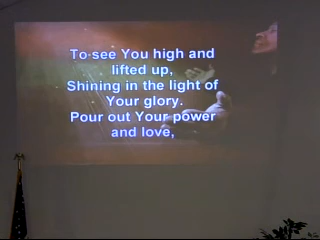 To see You high and
lifted up,
Shining in the light of
Your glory.
Pour out Your power
and love,